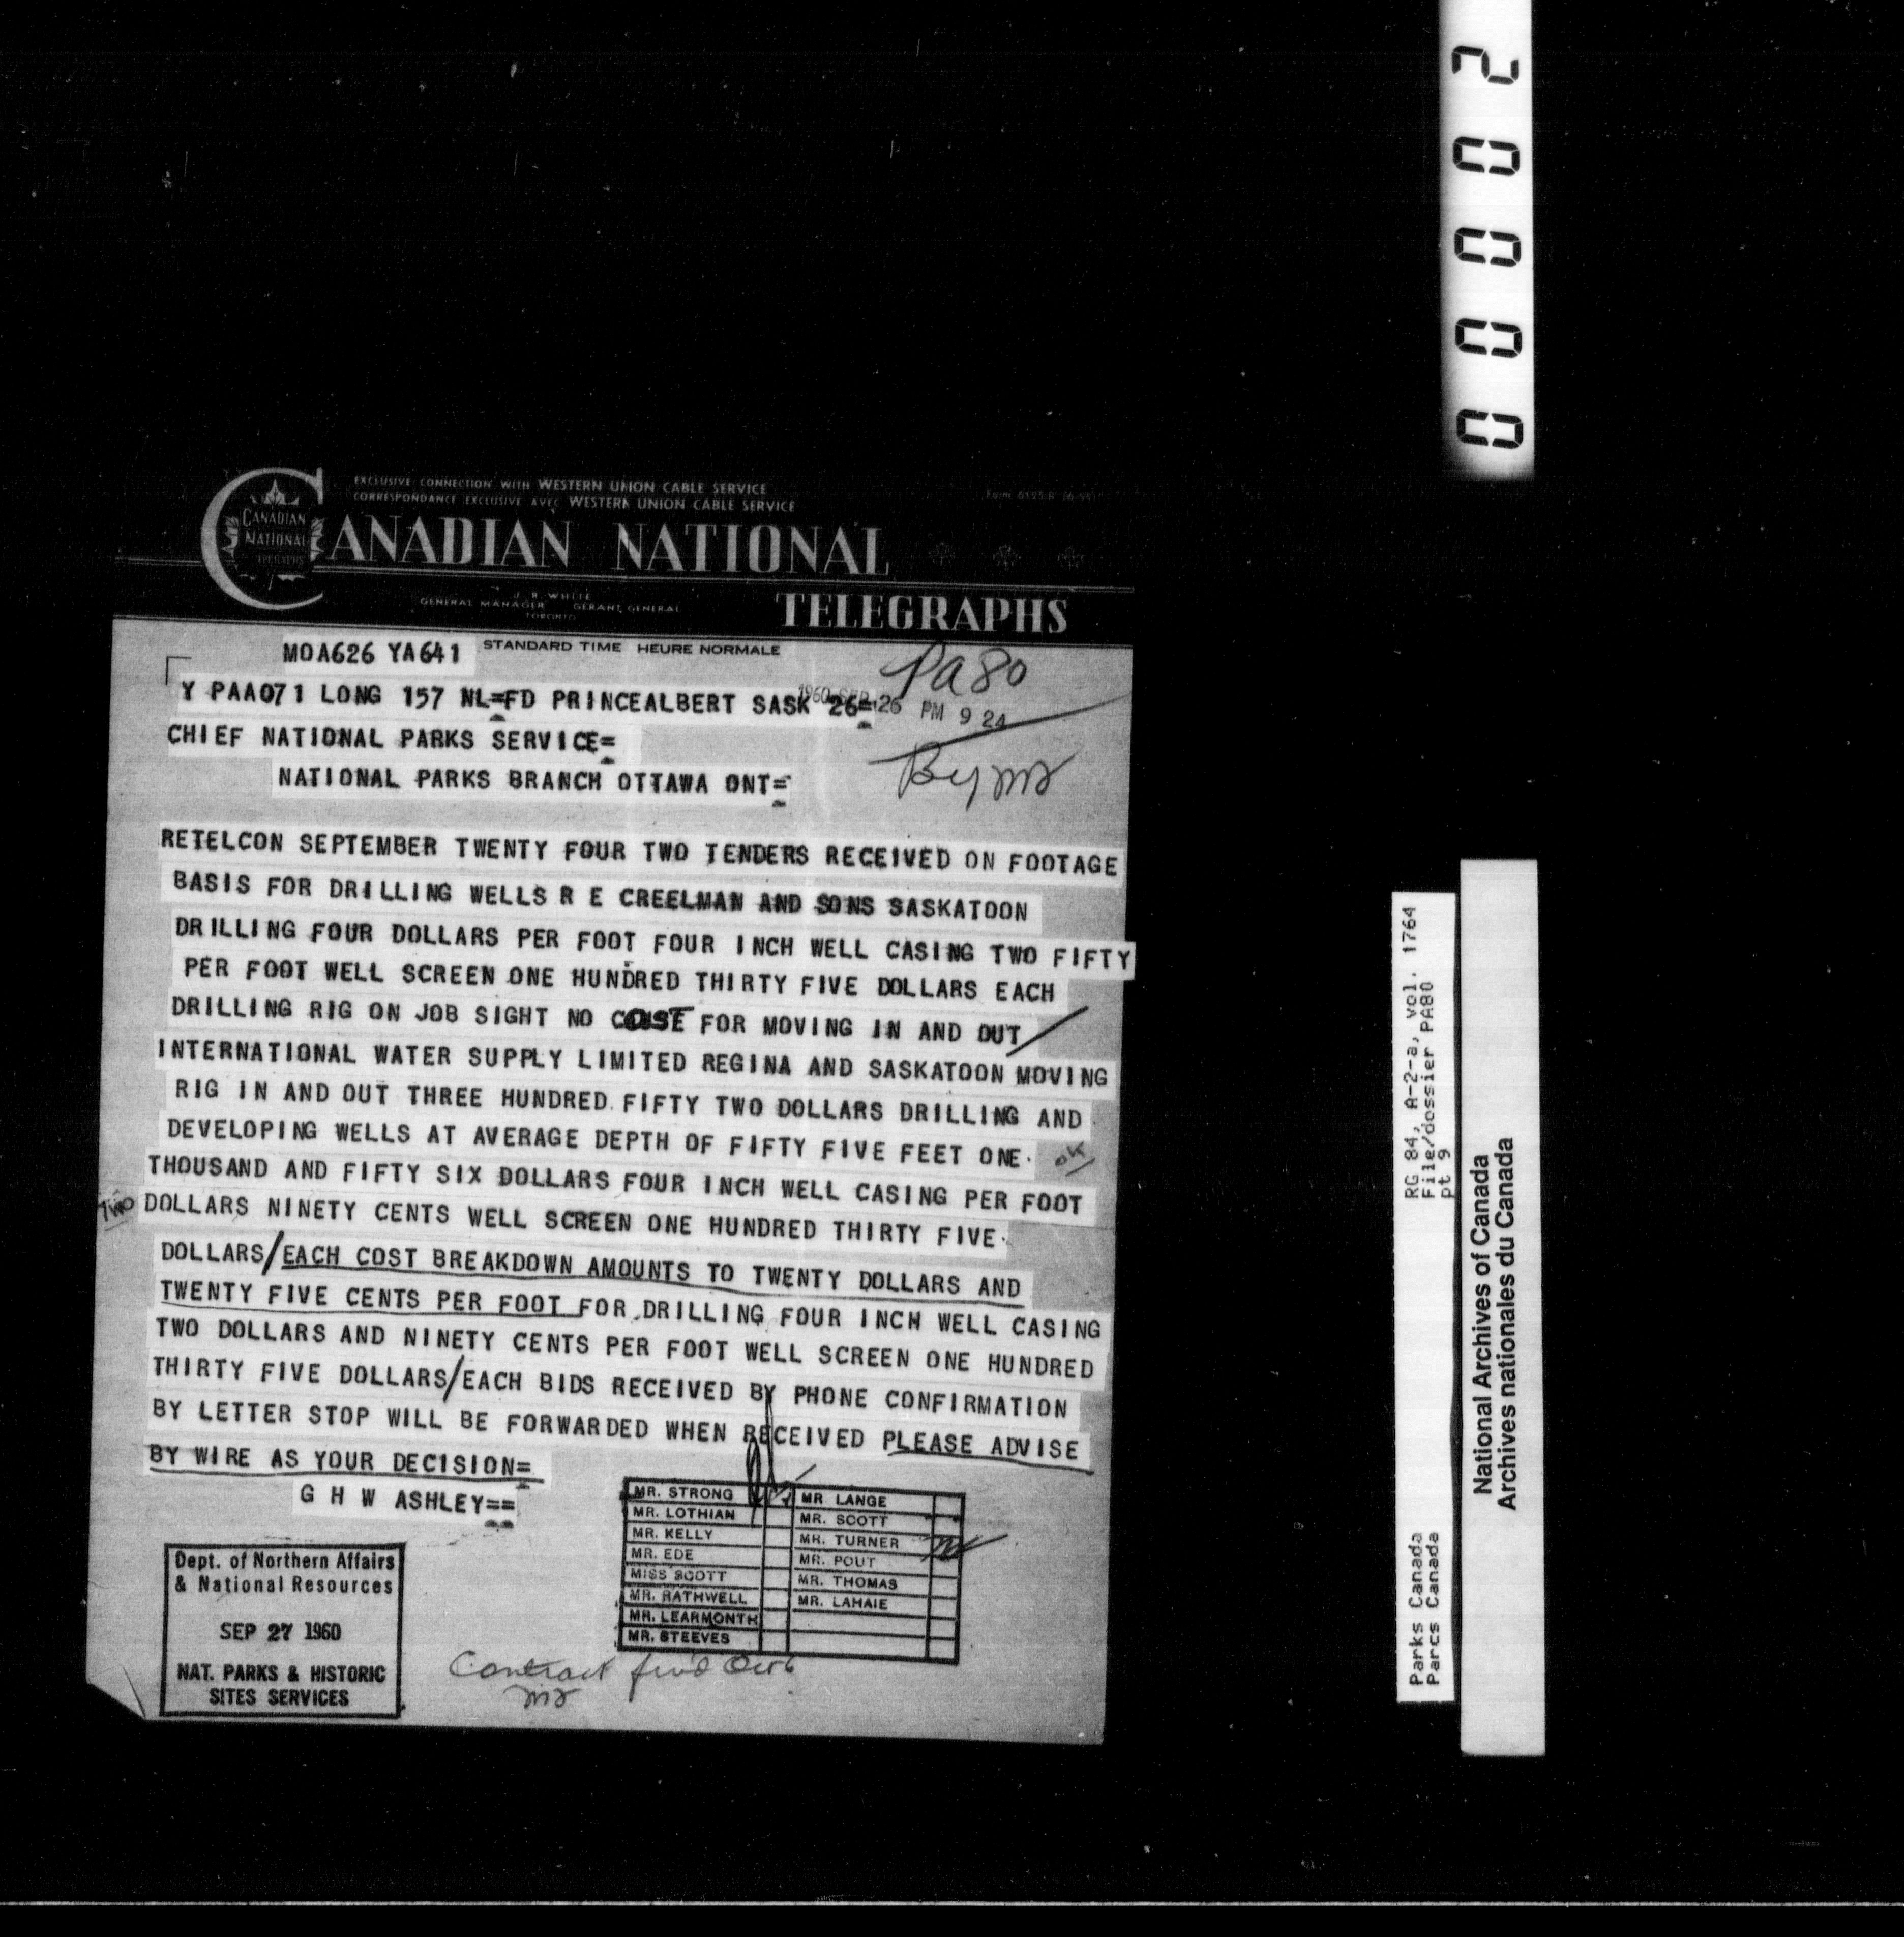 EXCLUSIVE CONNECTION WITH WESTERN UNION CABLE SERVICE
CORRESPONDANCE EXCLUSIVE AVEC WESTERN UNION CABLE SERVICE
CANADIAN NATIONAL
CANADIAN NATIONAL
TELEGRAPHS
J. R. WHITE
GENERAL MANAGER GERANT GENERAL
TORONTO
STANDARD TIME HEURE NORMALE
MOA626 YA641
PA80
Y PAA071 LONG 157 NL=FD PRINCEALBERT SASK 26=
1960 SEP 26 PM 9 24
CHIEF NATIONAL PARKS SERVICE=
NATIONAL PARKS BRANCH OTTAWA ONT=
By
RETELCON SEPTEMBER TWENTY FOUR TWO TENDERS RECEIVED ON FOOTAGE
BASIS FOR DRILLING WELLS R E CREELMAN AND SONS SASKATOON
DRILLING FOUR DOLLARS PER FOOT FOUR INCH WELL CASING TWO FIFTY
PER FOOT WELL SCREEN ONE HUNDRED THIRTY FIVE DOLLARS EACH
DRILLING RIG ON JOB SIGHT NO COST FOR MOVING IN AND OUT/
INTERNATIONAL WATER SUPPLY LIMITED REGINA AND SASKATOON MOVING
RIG IN AND OUT THREE HUNDRED FIFTY TWO DOLLARS DRILLING AND
DEVELOPING WELLS AT AVERAGE DEPTH OF FIFTY FIVE FEET ONE OK
THOUSAND AND FIFTY SIX DOLLARS FOUR INCH WELL CASING PER FOOT
TWO DOLLARS NINETY CENTS WELL SCREEN ONE HUNDRED THIRTY FIVE
DOLLARS/EACH COST BREAKDOWN AMOUNTS TO TWENTY DOLLARS AND
TWENTY FIVE CENTS PER FOOT FOR DRILLING FOUR INCH WELL CASING
TWO DOLLARS AND NINETY CENTS PER FOOT WELL SCREEN ONE HUNDRED
THIRTY FIVE DOLLARS/EACH BIDS RECEIVED BY PHONE CONFIRMATION
BY LETTER STOP WILL BE FORWARDED WHEN RECEIVED PLEASE ADVISE
BY WIRE AS YOUR DECISION=
G H W ASHLEY==
MR. STRONG MR. LANGE
MR. LOTHIAN MR. SCOTT
MR. KELLY MR. TURNER
MR. EDE MR. POUT
MISS SCOTT MR. THOMAS
MR. RATHWELL MR. LAHAIE
MR. LEARMONTH
MR. STEEVES
Dept. of Northern Affairs
& National Resources
SEP 27 1960
NAT. PARKS & HISTORIC
SITES SERVICES
Contract
00002
RG 84, A-2-a, vol. 1764
File/dossier PA80
pt 9
Parks Canada
Parcs Canada
National Archives of Canada
Archives nationales du Canada